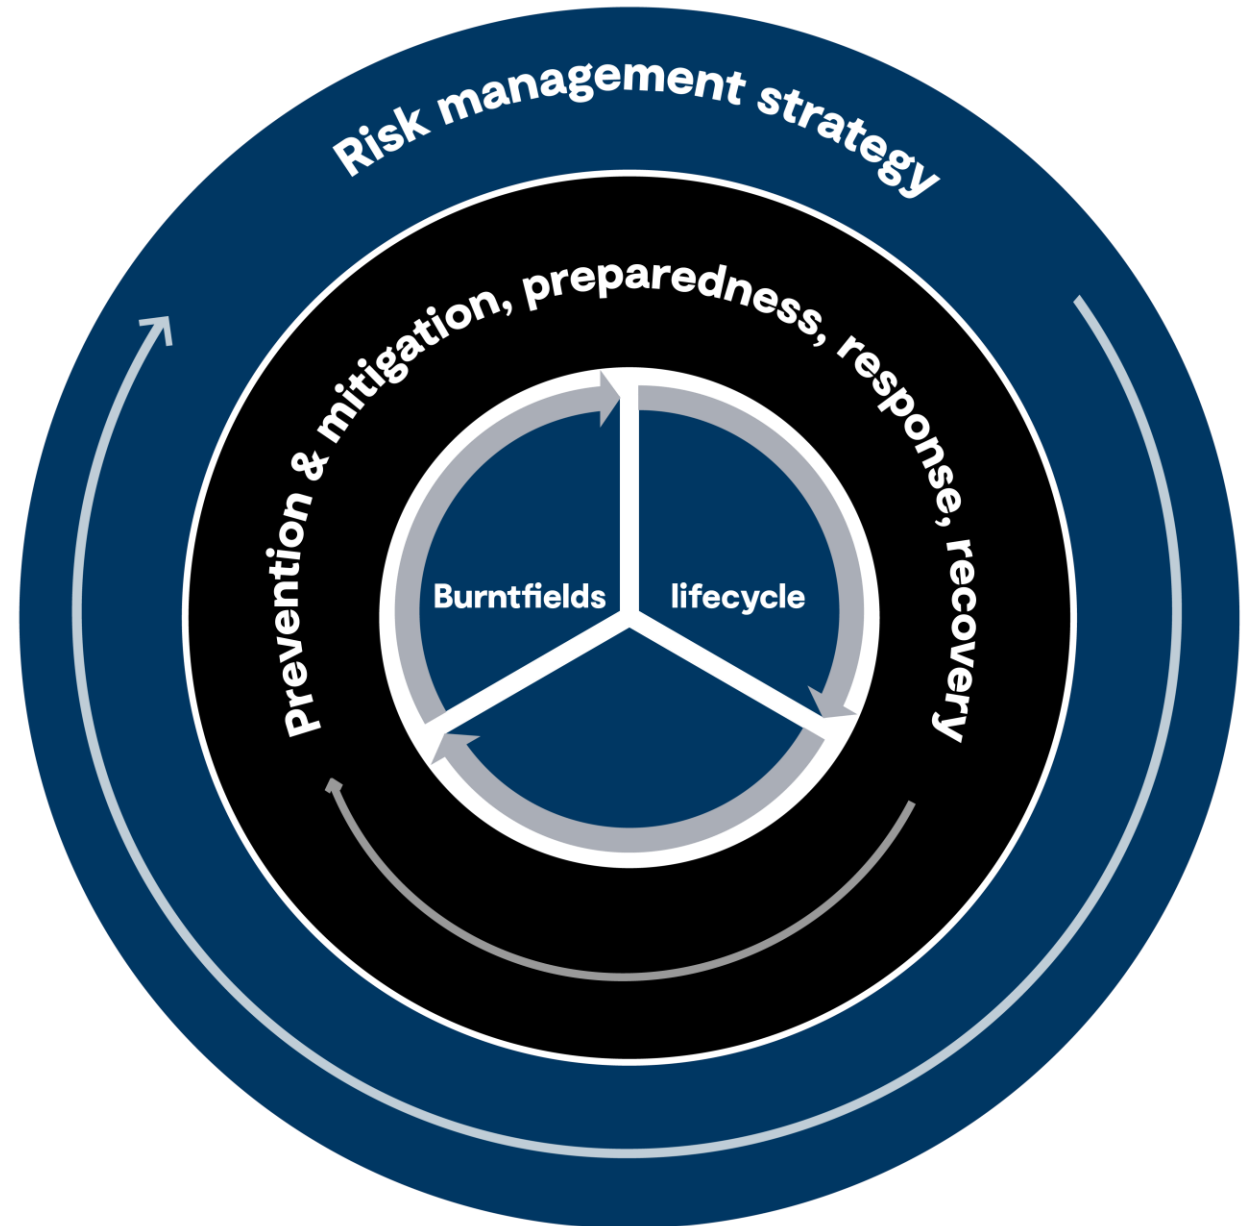 Risk management strategy
Prevention & mitigation, preparedness, response, recovery
Burntfields lifecycle